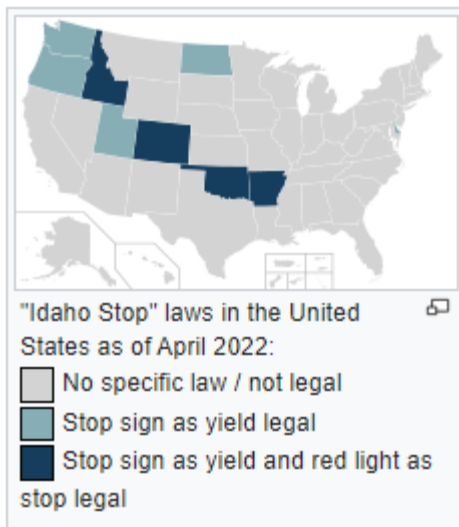 "Idaho Stop" laws in the United
States as of April 2022:
No specific law / not legal
Stop sign as yield legal
Stop sign as yield and red light as
stop legal